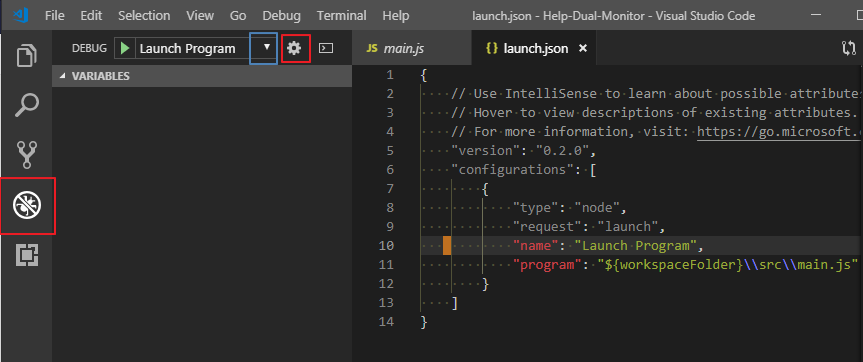 File Edit View Go Debug Terminal Help launch.json - Help-Dual-Monitor - Visual Studio Code
DEBUG Launch Program
VARIABLES
JS main.js
{ } launch.json
1 {
2 // Use IntelliSense to learn about possible attribute
3 // Hover to view descriptions of existing attributes.
4 // For more information, visit: https://go.microsoft.
5 "version": "0.2.0",
6 "configurations": [
7 {
8 "type": "node",
9 "request": "launch",
10 "name": "Launch Program",
11 "program": "${workspaceFolder}\\src\\main.js"
12 }
13 ]
14 }